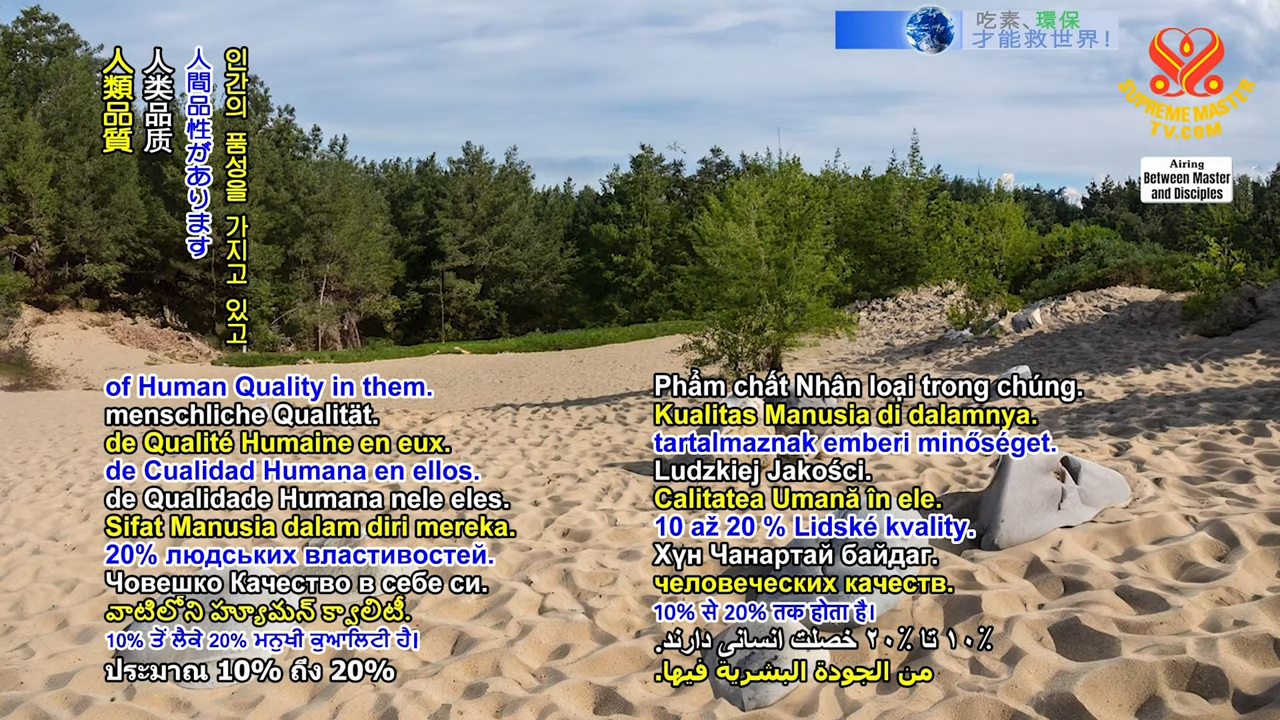 吃素、環保
才能救世界!
SUPREME MASTER
TV.COM
Airing
Between Master
and Disciples
人類品質
人类品质
人間品性があります
인간의 품성을 가지고 있고
of Human Quality in them.
menschliche Qualität.
de Qualité Humaine en eux.
de Cualidad Humana en ellos.
de Qualidade Humana nele eles.
Sifat Manusia dalam diri mereka.
20% людських властивостей.
Човешко Качество в себе си.
వాటిలోని హ్యూమన్ క్వాలిటీ.
10% ਤੋਂ ਲੈਕੇ 20% ਮਨੁਖੀ ਕੁਆਲਿਟੀ ਹੈ।
ประมาณ 10% ถึง 20%
Phẩm chất Nhân loại trong chúng.
Kualitas Manusia di dalamnya.
tartalmaznak emberi minőséget.
Ludzkiej Jakości.
Calitatea Umană în ele.
10 až 20 % Lidské kvality.
Хүн Чанартай байдаг.
человеческих качеств.
10% से 20% तक होता है।
۱۰٪ تا ۲۰٪ خصلت انسانی دارند.
من الجودة البشرية فيها.